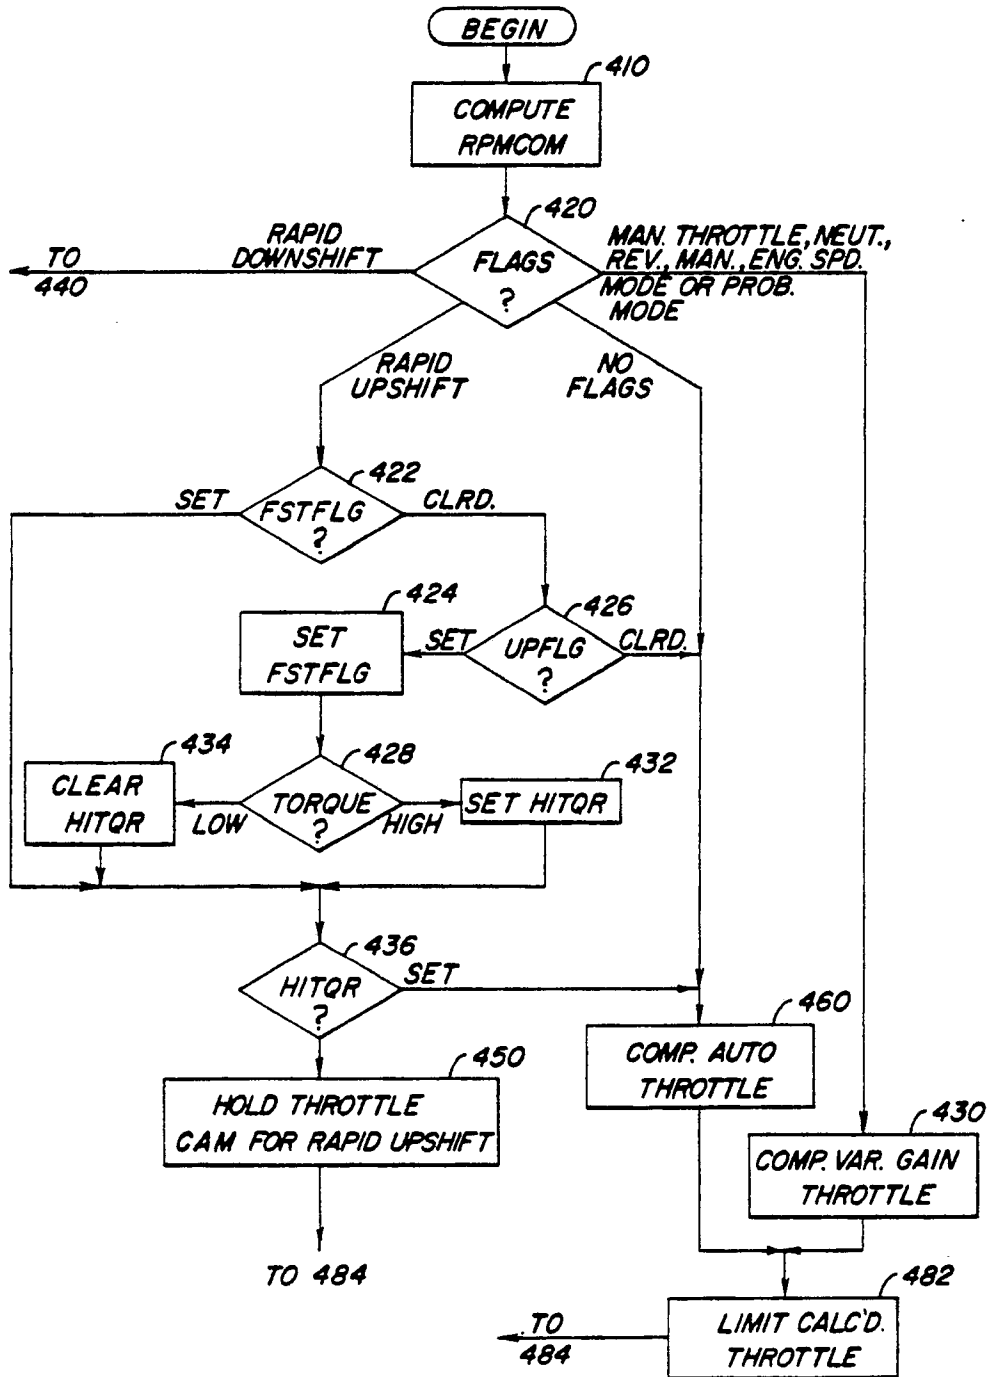 BEGIN
410
COMPUTE
RPMCOM
420
FLAGS
?
RAPID
DOWNSHIFT
TO
440
MAN. THROTTLE, NEUT.,
REV., MAN., ENG. SPD.
MODE OR PROB.
MODE
RAPID
UPSHIFT
NO
FLAGS
422
FSTFLG
?
SET
CLRD.
424
SET
FSTFLG
426
UPFLG
?
SET
CLRD.
428
TORQUE
?
LOW
HIGH
434
CLEAR
HITQR
432
SET HITQR
436
HITQR
?
SET
450
HOLD THROTTLE
CAM FOR RAPID UPSHIFT
TO 484
460
COMP. AUTO
THROTTLE
430
COMP. VAR. GAIN
THROTTLE
482
LIMIT CALC'D.
THROTTLE
TO
484